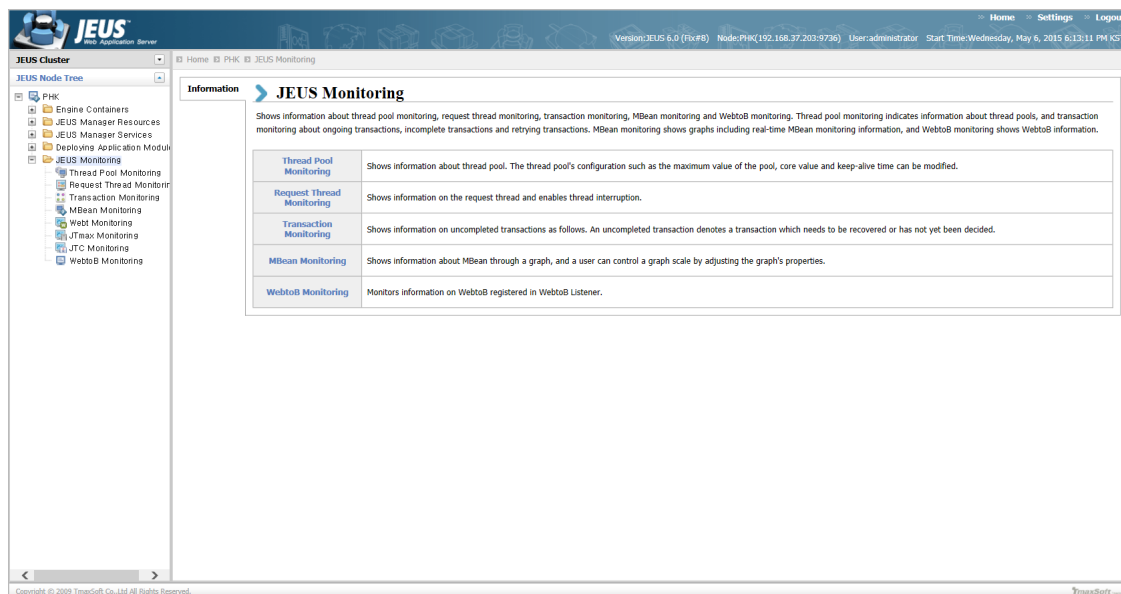 JEUS™
Web Application Server
Home Settings Logou
Version:JEUS 6.0 (Fix#8) Node:PHK(192.168.37.203:9736) User:administrator Start Time:Wednesday, May 6, 2015 6:13:11 PM KS
JEUS Cluster
Home PHK JEUS Monitoring
JEUS Node Tree
PHK
Engine Containers
JEUS Manager Resources
JEUS Manager Services
Deploying Application Modul
JEUS Monitoring
Thread Pool Monitoring
Request Thread Monitorir
Transaction Monitoring
MBean Monitoring
Webt Monitoring
JTmax Monitoring
JTC Monitoring
WebtoB Monitoring
Information
JEUS Monitoring
Shows information about thread pool monitoring, request thread monitoring, transaction monitoring, MBean monitoring and WebtoB monitoring. Thread pool monitoring indicates information about thread pools, and transaction
monitoring about ongoing transactions, incomplete transactions and retrying transactions. MBean monitoring shows graphs including real-time MBean monitoring information, and WebtoB monitoring shows WebtoB information.
Thread Pool
Monitoring
Shows information about thread pool. The thread pool's configuration such as the maximum value of the pool, core value and keep-alive time can be modified.
Request Thread
Monitoring
Shows information on the request thread and enables thread interruption.
Transaction
Monitoring
Shows information on uncompleted transactions as follows. An uncompleted transaction denotes a transaction which needs to be recovered or has not yet been decided.
MBean Monitoring
Shows information about MBean through a graph, and a user can control a graph scale by adjusting the graph's properties.
WebtoB Monitoring
Monitors information on WebtoB registered in WebtoB Listener.
Copyright © 2009 TmaxSoft Co.,Ltd All Rights Reserved.
TmaxSoft